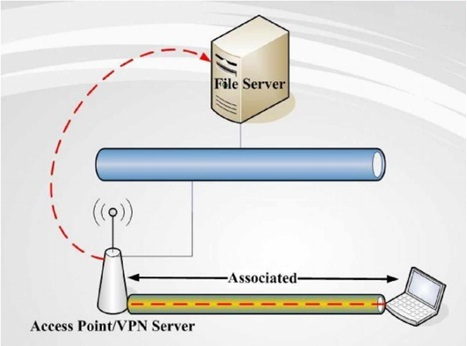 File Server
Associated
Access Point/VPN Server